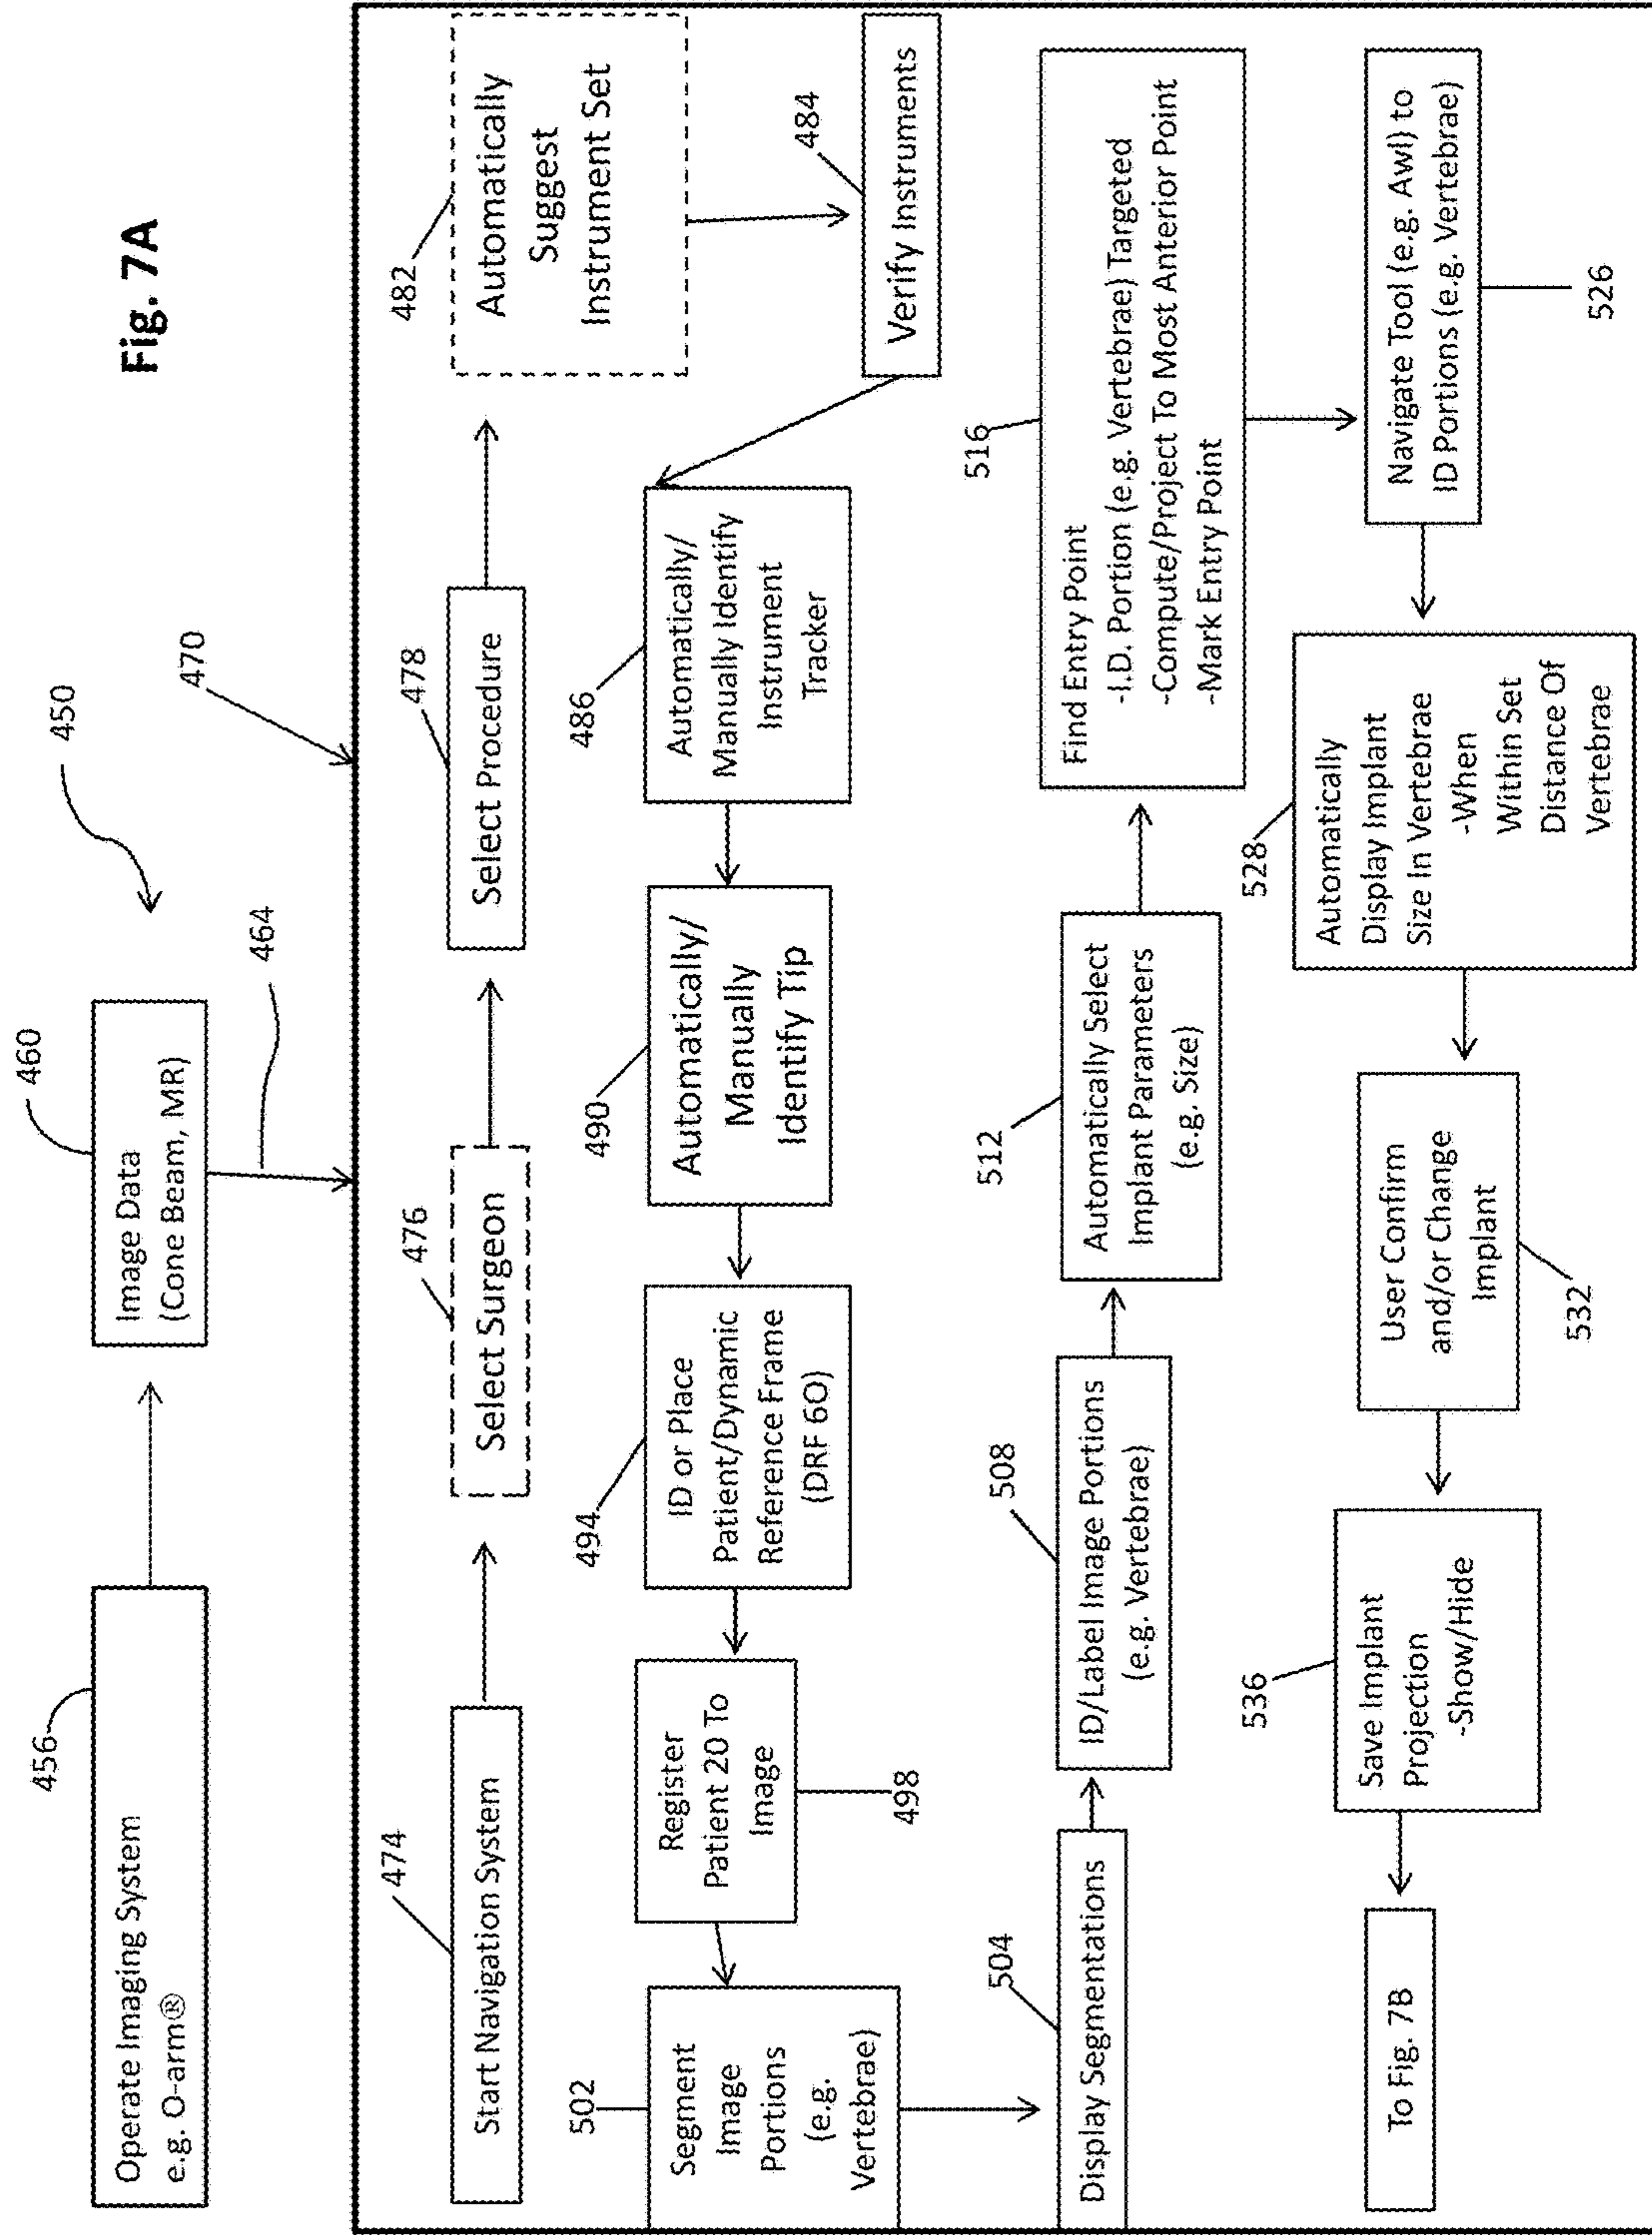 Fig. 7A
450
456
Operate Imaging System
e.g. O-arm®
460
Image Data
(Cone Beam, MR)
464
470
474
Start Navigation System
476
Select Surgeon
478
Select Procedure
482
Automatically
Suggest
Instrument Set
484
Verify Instruments
486
Automatically/
Manually Identify
Instrument
Tracker
490
Automatically/
Manually
Identify Tip
494
ID or Place
Patient/Dynamic
Reference Frame
(DRF 60)
Register
Patient 20 To
Image
498
502
Segment
Image
Portions
(e.g.
Vertebrae)
504
Display Segmentations
508
ID/Label Image Portions
(e.g. Vertebrae)
512
Automatically Select
Implant Parameters
(e.g. Size)
516
Find Entry Point
-I.D. Portion (e.g. Vertebrae) Targeted
-Compute/Project To Most Anterior Point
-Mark Entry Point
Navigate Tool (e.g. Awl) to
ID Portions (e.g. Vertebrae)
526
528
Automatically
Display Implant
Size In Vertebrae
-When
Within Set
Distance Of
Vertebrae
User Confirm
and/or Change
Implant
532
536
Save Implant
Projection
-Show/Hide
To Fig. 7B